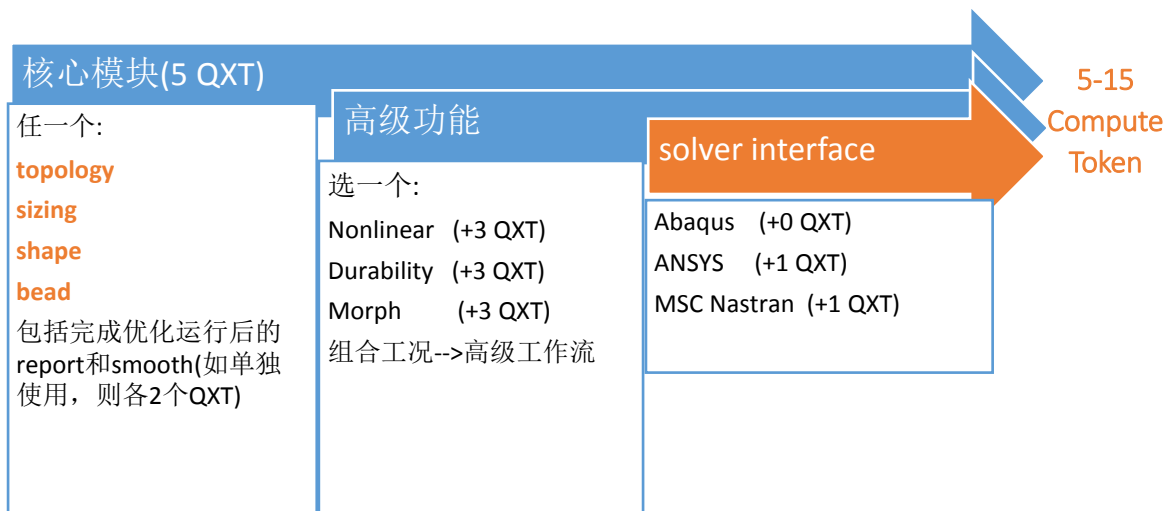 核心模块(5 QXT)
任一个:
topology
sizing
shape
bead
包括完成优化运行后的
report和smooth(如单独
使用，则各2个QXT)
高级功能
选一个:
Nonlinear (+3 QXT)
Durability (+3 QXT)
Morph (+3 QXT)
组合工况-->高级工作流
solver interface
Abaqus (+0 QXT)
ANSYS (+1 QXT)
MSC Nastran (+1 QXT)
5-15
Compute
Token